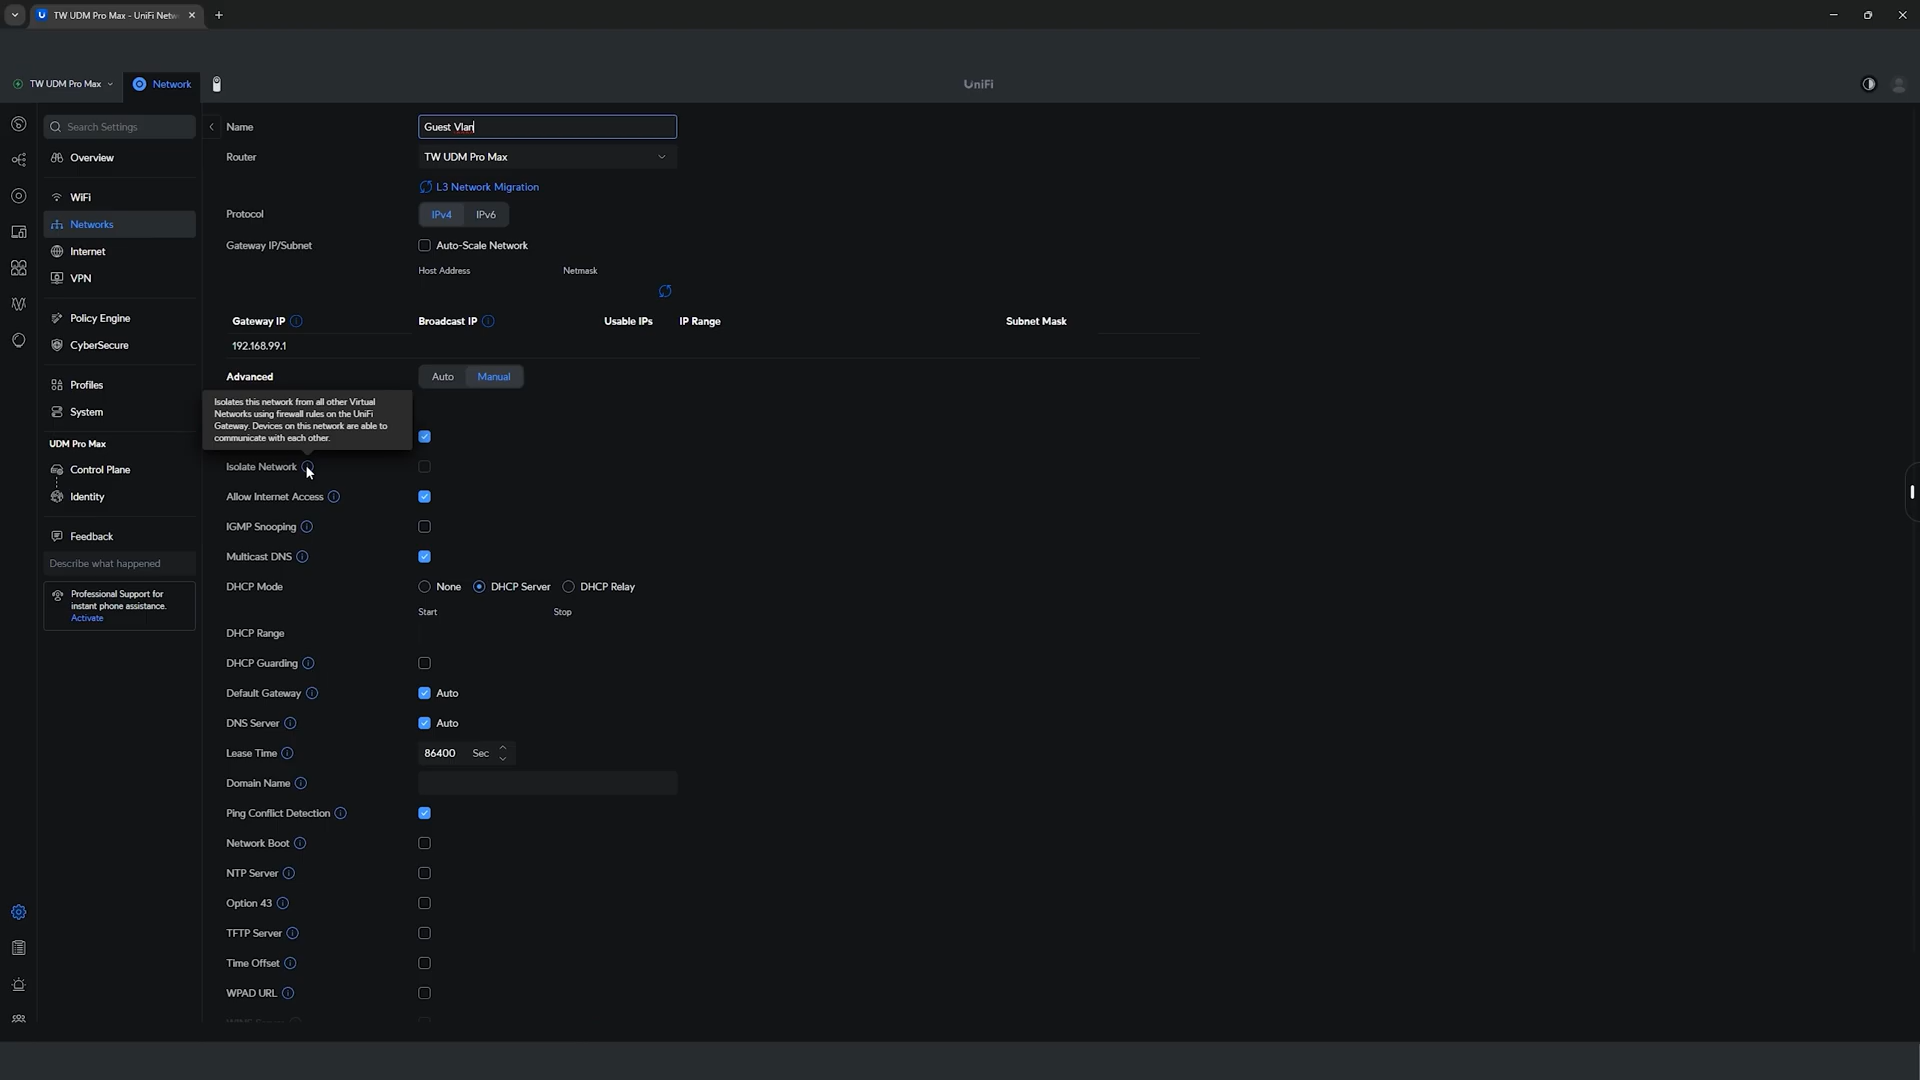 TW UDM Pro Max - UniFi Netw
TW UDM Pro Max
Network
UniFi
Search Settings
Overview
WiFi
Networks
Internet
VPN
Policy Engine
CyberSecure
Profiles
System
UDM Pro Max
Control Plane
Identity
Feedback
Describe what happened
Professional Support for
instant phone assistance.
Activate
Name
Guest Vlan
Router
TW UDM Pro Max
L3 Network Migration
Protocol
IPv4 IPv6
Gateway IP/Subnet
Auto-Scale Network
Host Address Netmask
Gateway IP Broadcast IP Usable IPs IP Range Subnet Mask
192.168.99.1
Advanced
Auto Manual
Isolates this network from all other Virtual
Networks using firewall rules on the UniFi
Gateway. Devices on this network are able to
communicate with each other.
Isolate Network
Allow Internet Access
IGMP Snooping
Multicast DNS
DHCP Mode
None DHCP Server DHCP Relay
Start Stop
DHCP Range
DHCP Guarding
Default Gateway
Auto
DNS Server
Auto
Lease Time
86400 Sec
Domain Name
Ping Conflict Detection
Network Boot
NTP Server
Option 43
TFTP Server
Time Offset
WPAD URL